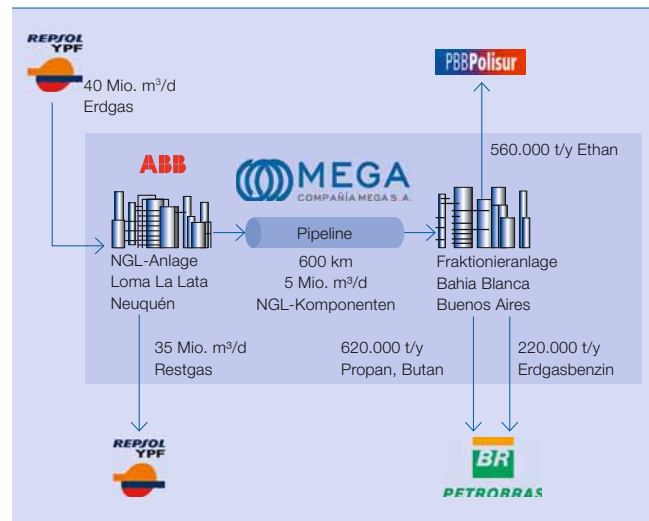 REPSOL
YPF
40 Mio. m³/d
Erdgas
PBBPolisur
560.000 t/y Ethan
ABB
MEGA
COMPAÑÍA MEGA S.A.
NGL-Anlage
Loma La Lata
Neuquén
Pipeline
600 km
5 Mio. m³/d
NGL-Komponenten
Fraktionieranlage
Bahia Blanca
Buenos Aires
35 Mio. m³/d
Restgas
620.000 t/y
Propan, Butan
220.000 t/y
Erdgasbenzin
REPSOL
YPF
BR
PETROBRAS